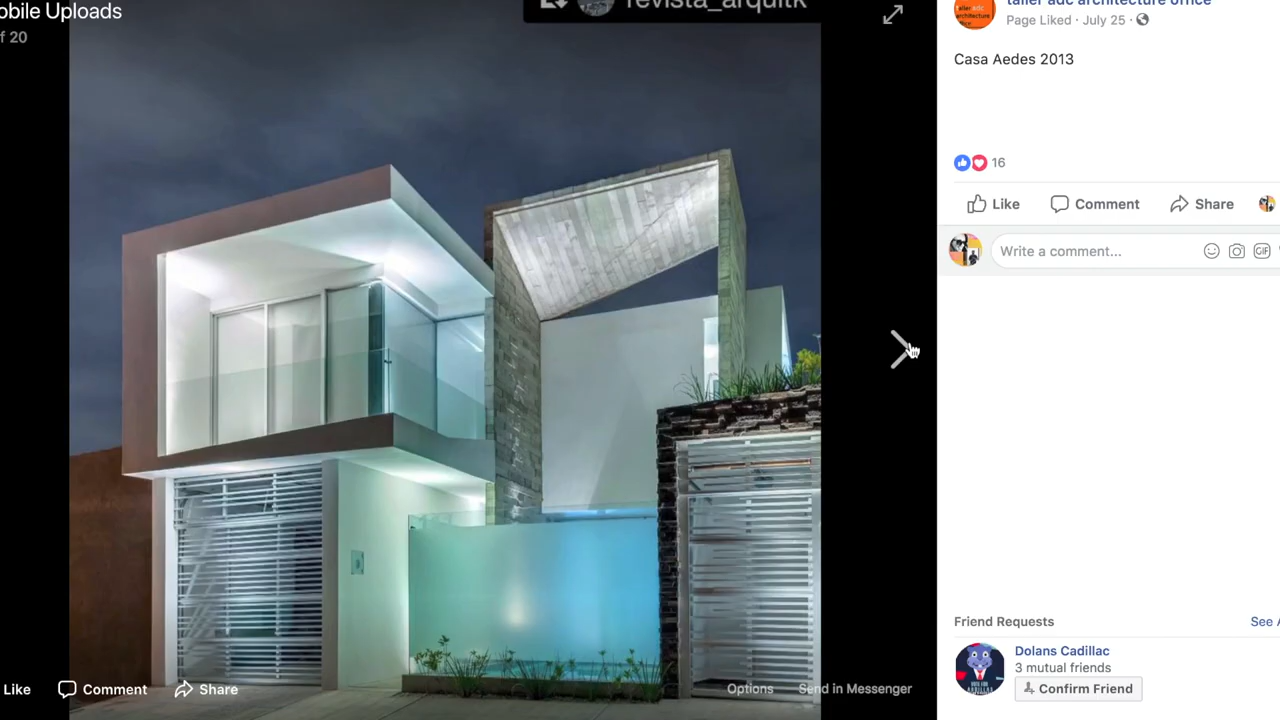 obile Uploads
f 20
revista_arquitk
taller adc architecture office
Page Liked · July 25 ·
Casa Aedes 2013
16
Like Comment Share
Write a comment...
GIF
Friend Requests
See A
Dolans Cadillac
3 mutual friends
Confirm Friend
Like Comment Share
Options Send in Messenger